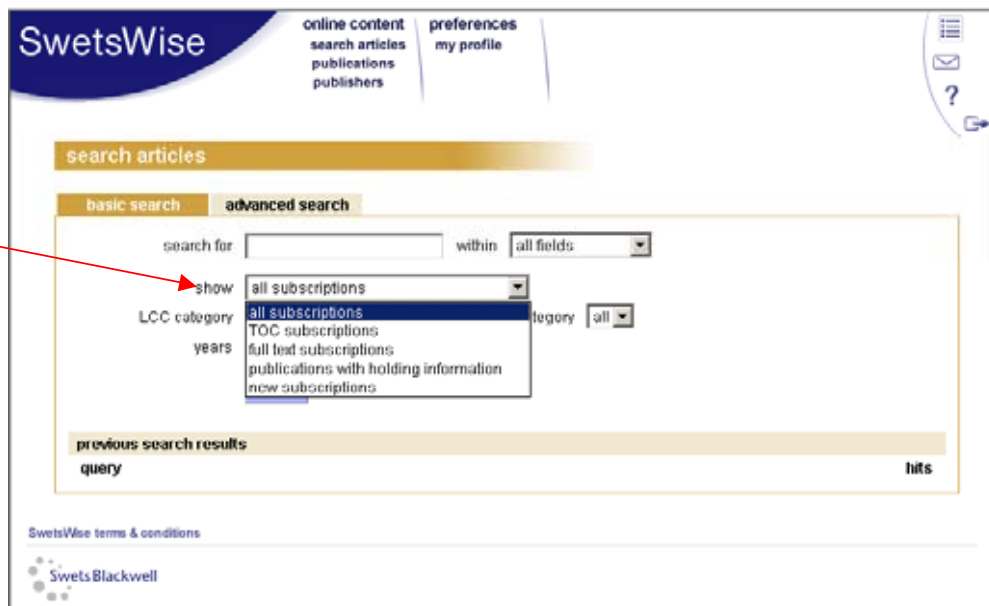 SwetsWise
online content
search articles
publications
publishers
preferences
my profile
?
search articles
basic search advanced search
search for within all fields
show all subscriptions
LCC category tegory all
years
all subscriptions
TOC subscriptions
full text subscriptions
publications with holding information
new subscriptions
previous search results
query hits
SwetsWise terms & conditions
Swets Blackwell